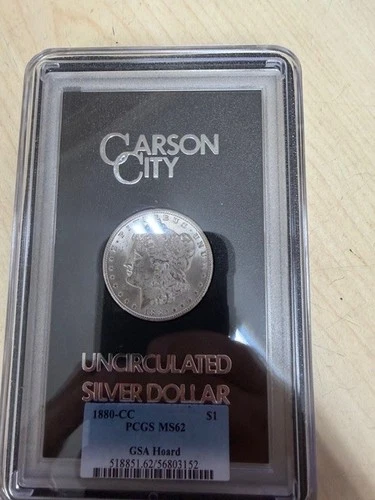 CARSON
CITY
UNCIRCULATED
SILVER DOLLAR
1880-CC $1
PCGS MS62
GSA Hoard
518851.62/56803152